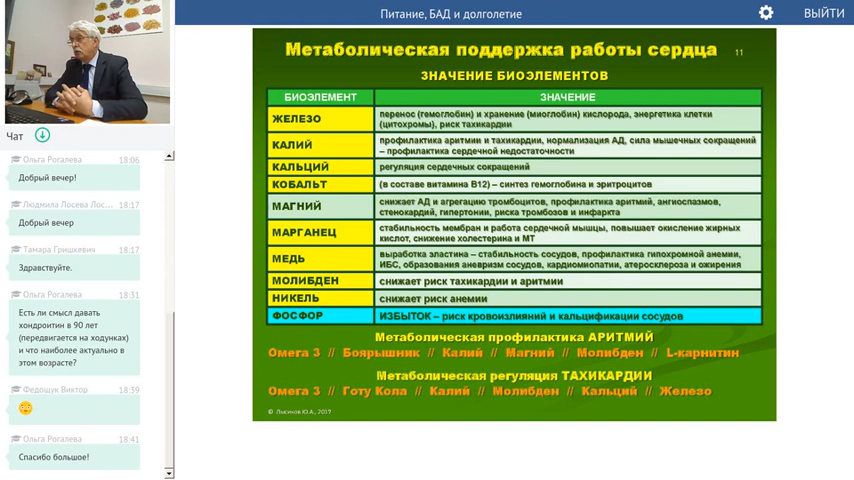 Питание, БАД и долголетие
ВЫЙТИ
Чат
Ольга Рогалева 18:06
Добрый вечер!
Людмила Лосева Лос... 18:17
Добрый вечер
Тамара Гришкевич 18:17
Здравствуйте.
Ольга Рогалева 18:31
Есть ли смысл давать
хондроитин в 90 лет
(передвигается на ходунках)
и что наиболее актуально в
этом возрасте?
Федощук Виктор 18:39
Ольга Рогалева 18:41
Спасибо большое!
Метаболическая поддержка работы сердца 11
ЗНАЧЕНИЕ БИОЭЛЕМЕНТОВ
БИОЭЛЕМЕНТ ЗНАЧЕНИЕ
ЖЕЛЕЗО перенос (гемоглобин) и хранение (миоглобин) кислорода, энергетика клетки
(цитохромы), риск тахикардии
КАЛИЙ профилактика аритмии и тахикардии, нормализация АД, сила мышечных сокращений
– профилактика сердечной недостаточности
КАЛЬЦИЙ регуляция сердечных сокращений
КОБАЛЬТ (в составе витамина В12) – синтез гемоглобина и эритроцитов
МАГНИЙ снижает АД и агрегацию тромбоцитов, профилактика аритмий, ангиоспазмов,
стенокардий, гипертонии, риска тромбозов и инфаркта
МАРГАНЕЦ стабильность мембран и работа сердечной мышцы, повышает окисление жирных
кислот, снижение холестерина и МТ
МЕДЬ выработка эластина – стабильность сосудов, профилактика гипохромной анемии,
ИБС, образования аневризм сосудов, кардиомиопатии, атеросклероза и ожирения
МОЛИБДЕН снижает риск тахикардии и аритмии
НИКЕЛЬ снижает риск анемии
ФОСФОР ИЗБЫТОК – риск кровоизлияний и кальцификации сосудов
Метаболическая профилактика АРИТМИЙ
Омега 3 // Боярышник // Калий // Магний // Молибден // L-карнитин
Метаболическая регуляция ТАХИКАРДИИ
Омега 3 // Готу Кола // Калий // Молибден // Кальций // Железо
© Лысиков Ю.А., 2017